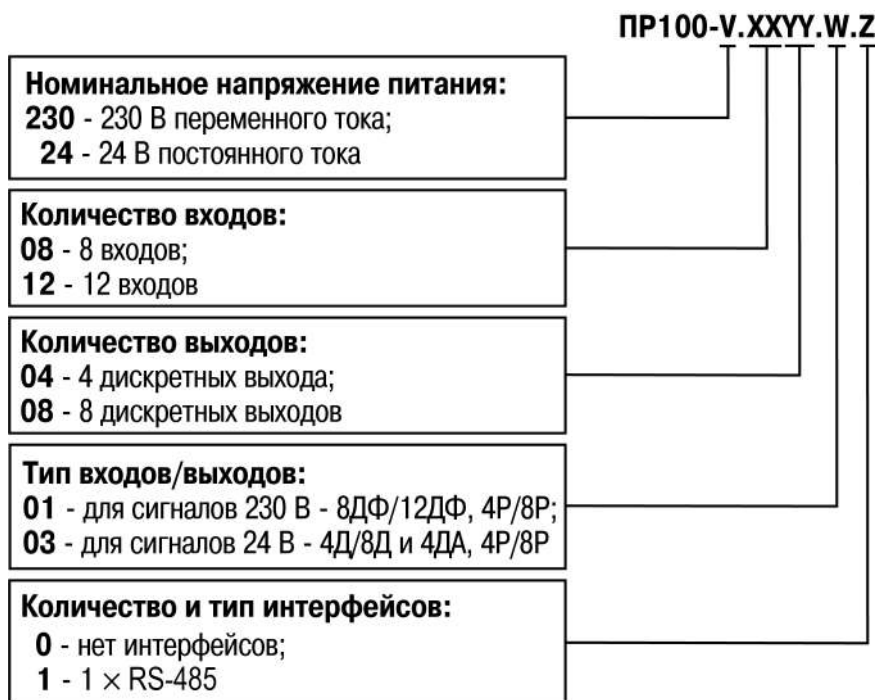 ПР100-V.XXYY.W.Z
Номинальное напряжение питания:
230 - 230 В переменного тока;
24 - 24 В постоянного тока
Количество входов:
08 - 8 входов;
12 - 12 входов
Количество выходов:
04 - 4 дискретных выхода;
08 - 8 дискретных выходов
Тип входов/выходов:
01 - для сигналов 230 В - 8ДФ/12ДФ, 4Р/8Р;
03 - для сигналов 24 В - 4Д/8Д и 4ДА, 4Р/8Р
Количество и тип интерфейсов:
0 - нет интерфейсов;
1 - 1 × RS-485